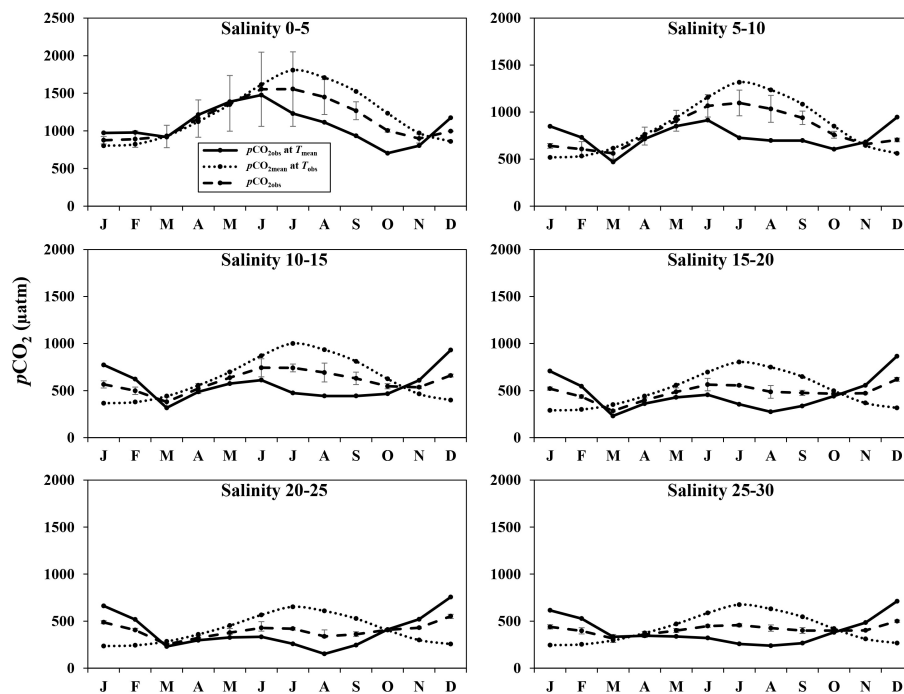 pCO₂ (µatm)
Salinity 0-5
2500
2000
1500
1000
500
0
pCO₂obs at Tmean
pCO₂mean at Tobs
pCO₂obs
J F M A M J J A S O N D
Salinity 5-10
2000
1500
1000
500
0
J F M A M J J A S O N D
Salinity 10-15
2000
1500
1000
500
0
J F M A M J J A S O N D
Salinity 15-20
2000
1500
1000
500
0
J F M A M J J A S O N D
Salinity 20-25
2000
1500
1000
500
0
J F M A M J J A S O N D
Salinity 25-30
2000
1500
1000
500
0
J F M A M J J A S O N D